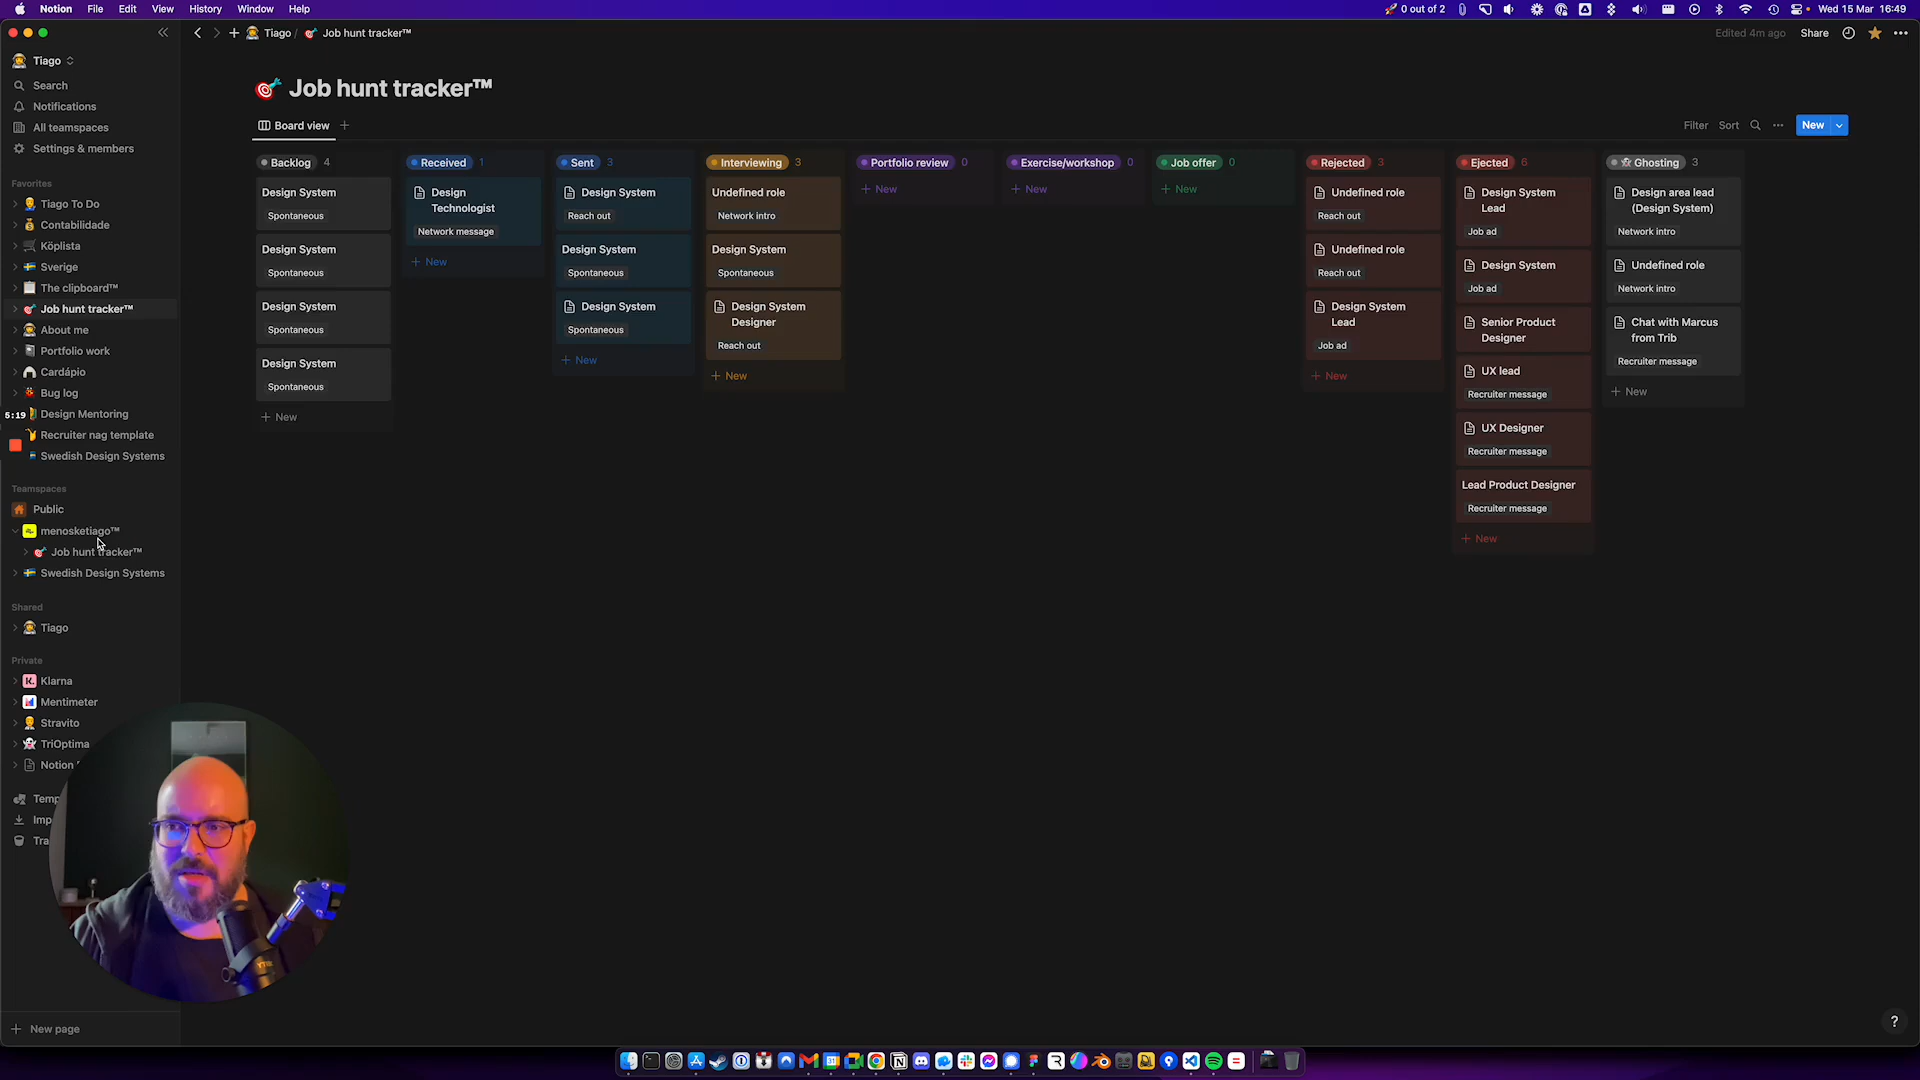 Notion File Edit View History Window Help
0 out of 2
Wed 15 Mar 16:49
Tiago
Tiago / Job hunt tracker™
Edited 4m ago Share
Search
Notifications
All teamspaces
Settings & members
Favorites
Tiago To Do
Contabilidade
Köplista
Sverige
The clipboard™
Job hunt tracker™
About me
Portfolio work
Cardápio
Bug log
5:19
Design Mentoring
Recruiter nag template
Swedish Design Systems
Teamspaces
Public
menosketiago™
Job hunt tracker™
Swedish Design Systems
Shared
Tiago
Private
Klarna
Mentimeter
Stravito
TriOptima
Notion
Temp
Imp
Tra
New page
Job hunt tracker™
Board view
Filter Sort New
Backlog 4
Design System
Spontaneous
Design System
Spontaneous
Design System
Spontaneous
Design System
Spontaneous
New
Received 1
Design
Technologist
Network message
New
Sent 3
Design System
Reach out
Design System
Spontaneous
Design System
Spontaneous
New
Interviewing 3
Undefined role
Network intro
Design System
Spontaneous
Design System
Designer
Reach out
New
Portfolio review 0
New
Exercise/workshop 0
New
Job offer 0
New
Rejected 3
Undefined role
Reach out
Undefined role
Reach out
Design System
Lead
Job ad
New
Ejected 6
Design System
Lead
Job ad
Design System
Job ad
Senior Product
Designer
UX lead
Recruiter message
UX Designer
Recruiter message
Lead Product Designer
Recruiter message
New
Ghosting 3
Design area lead
(Design System)
Network intro
Undefined role
Network intro
Chat with Marcus
from Trib
Recruiter message
New
?